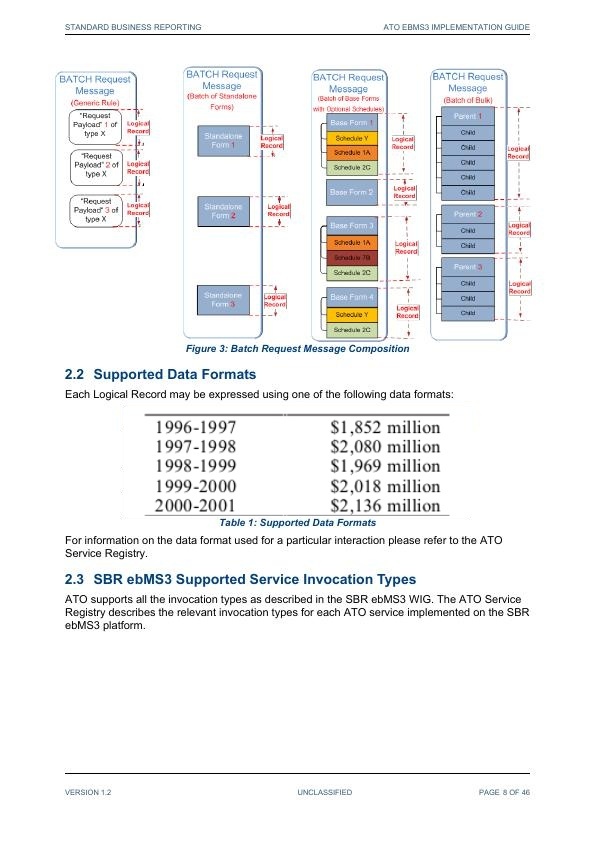 STANDARD BUSINESS REPORTING
ATO EBMS3 IMPLEMENTATION GUIDE
BATCH Request
Message
(Generic Rule)
"Request
Payload" 1 of
type X
Logical
Record
"Request
Payload" 2 of
type X
Logical
Record
"Request
Payload" 3 of
type X
Logical
Record
BATCH Request
Message
(Batch of Standalone
Forms)
Standalone
Form 1
Logical
Record
Standalone
Form 2
Logical
Record
Standalone
Form 3
Logical
Record
BATCH Request
Message
(Batch of Base Forms
with Optional Schedules)
Base Form 1
Schedule Y
Schedule 1A
Schedule 2C
Logical
Record
Base Form 2
Logical
Record
Base Form 3
Schedule 1A
Schedule 7B
Schedule 2C
Logical
Record
Base Form 4
Schedule Y
Schedule 2C
Logical
Record
BATCH Request
Message
(Batch of Bulk)
Parent 1
Child
Child
Child
Child
Child
Logical
Record
Parent 2
Child
Child
Logical
Record
Parent 3
Child
Child
Child
Logical
Record
Figure 3: Batch Request Message Composition
2.2 Supported Data Formats
Each Logical Record may be expressed using one of the following data formats:
1996-1997 $1,852 million
1997-1998 $2,080 million
1998-1999 $1,969 million
1999-2000 $2,018 million
2000-2001 $2,136 million
Table 1: Supported Data Formats
For information on the data format used for a particular interaction please refer to the ATO
Service Registry.
2.3 SBR ebMS3 Supported Service Invocation Types
ATO supports all the invocation types as described in the SBR ebMS3 WIG. The ATO Service
Registry describes the relevant invocation types for each ATO service implemented on the SBR
ebMS3 platform.
VERSION 1.2
UNCLASSIFIED
PAGE 8 OF 46